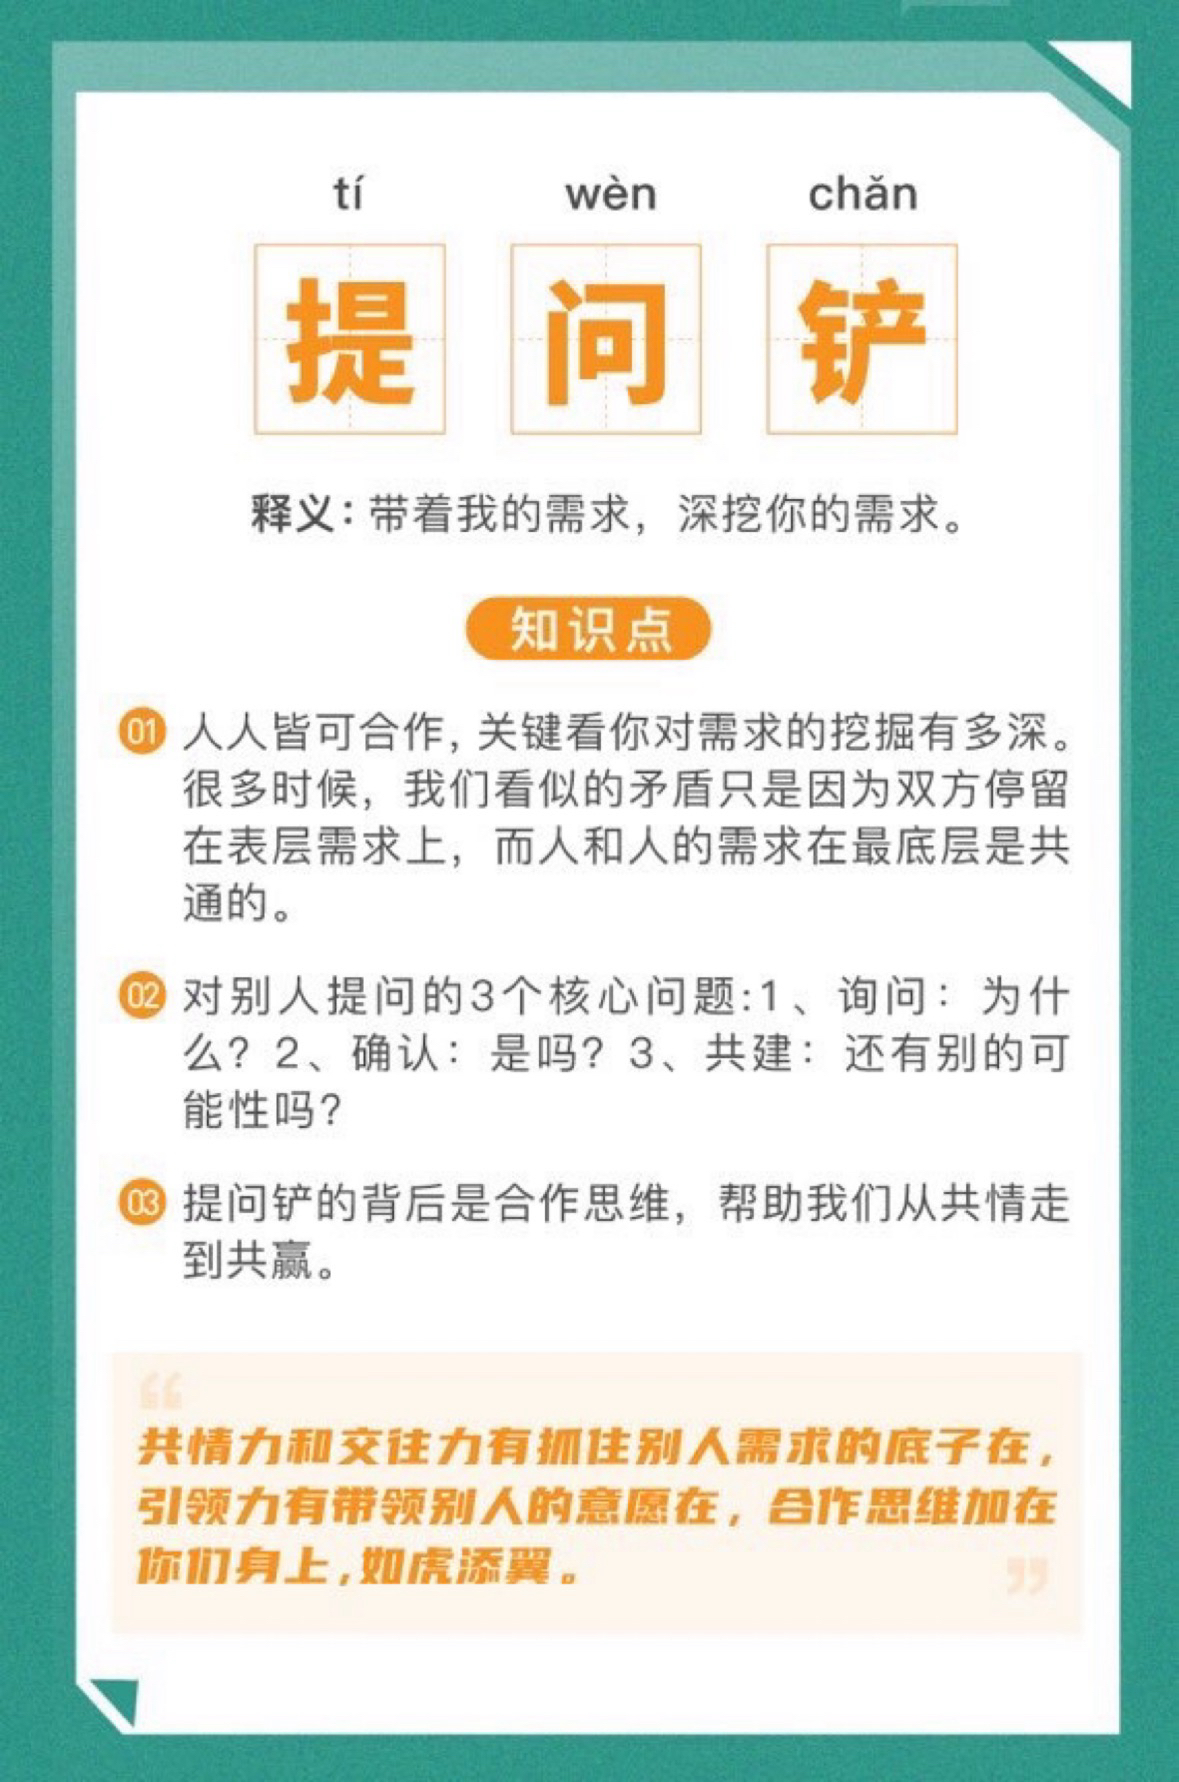 tí wèn chǎn
提 问 铲
释义：带着我的需求，深挖你的需求。
知识点
01 人人皆可合作，关键看你对需求的挖掘有多深。
很多时候，我们看似的矛盾只是因为双方停留
在表层需求上，而人和人的需求在最底层是共
通的。
02 对别人提问的3个核心问题:1、询问：为什
么？2、确认：是吗？3、共建：还有别的可
能性吗？
03 提问铲的背后是合作思维，帮助我们从共情走
到共赢。
“
共情力和交往力有抓住别人需求的底子在，
引领力有带领别人的意愿在，合作思维加在
你们身上，如虎添翼。
”